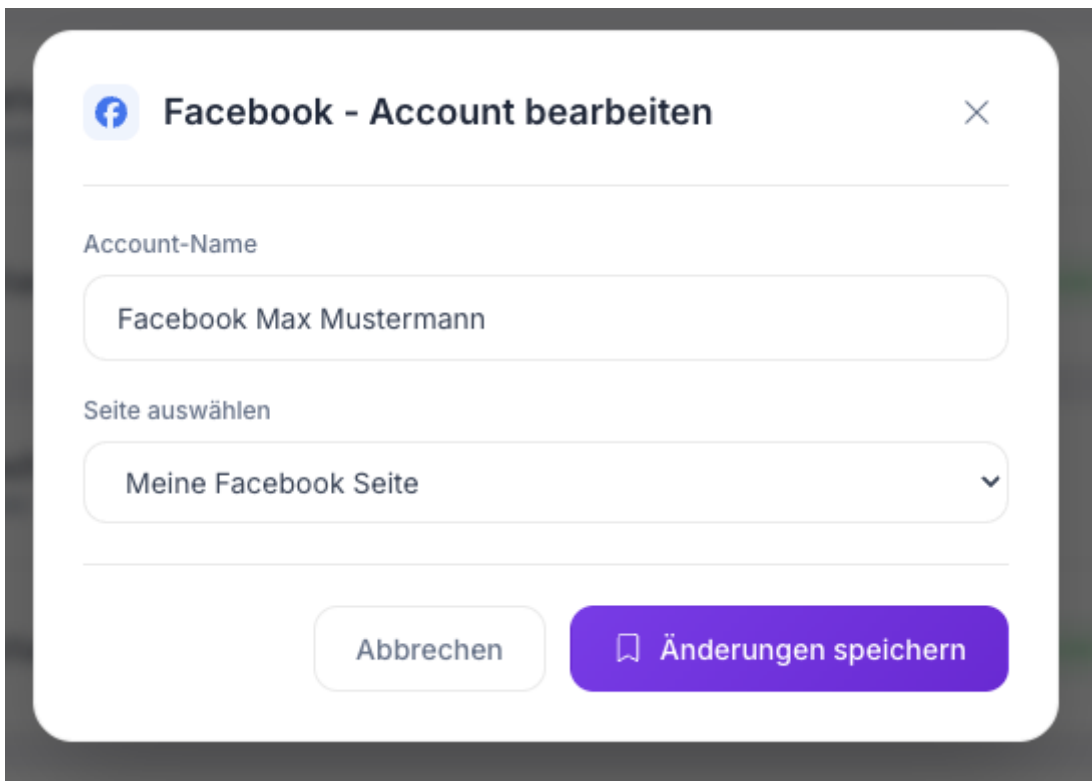 Facebook - Account bearbeiten
Account-Name
Facebook Max Mustermann
Seite auswählen
Meine Facebook Seite
Abbrechen
Änderungen speichern